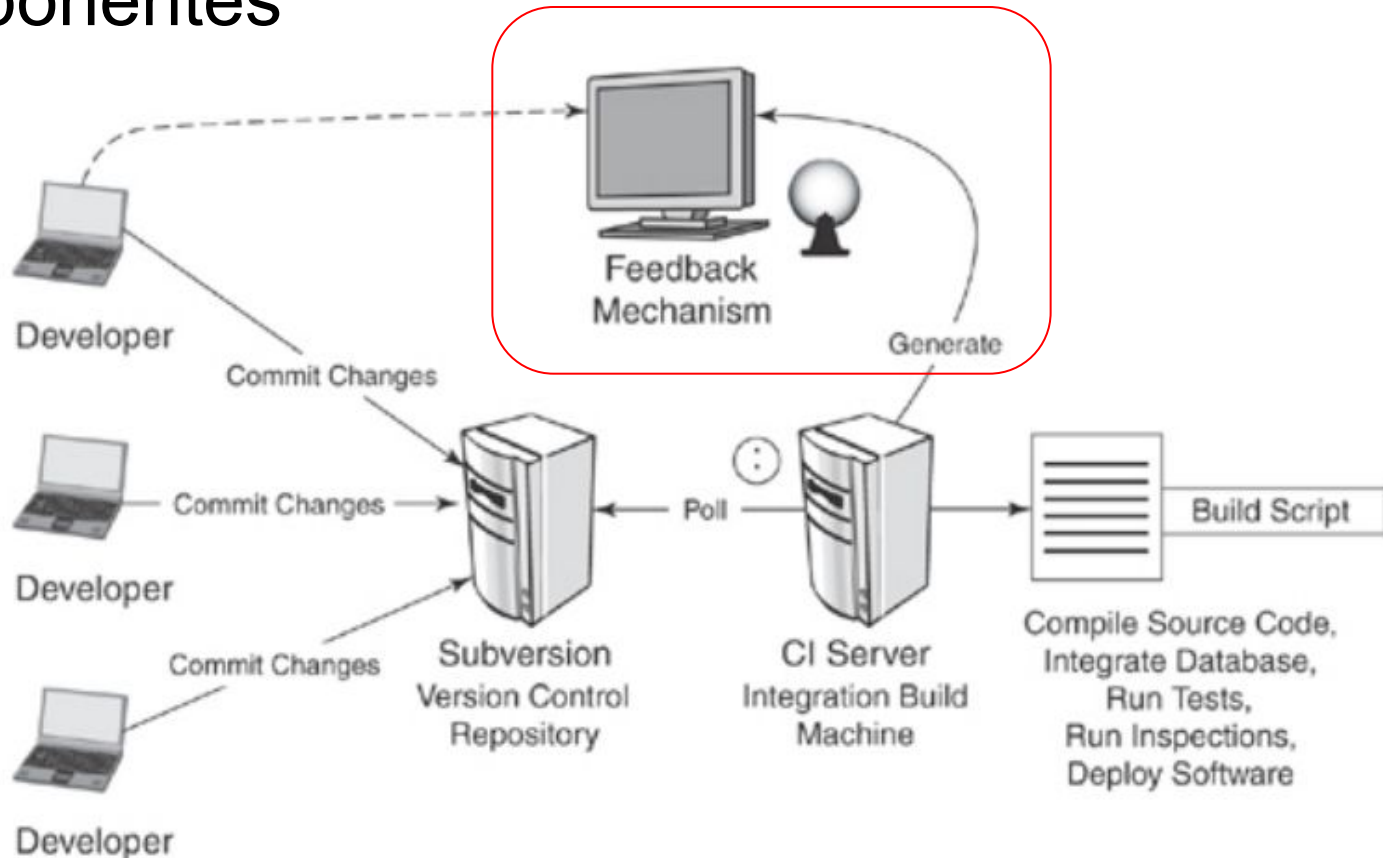 Feedback
Mechanism
Developer
Generate
Commit Changes
Commit Changes
Poll
Build Script
Developer
Commit Changes
Subversion
Version Control
Repository
CI Server
Integration Build
Machine
Compile Source Code,
Integrate Database,
Run Tests,
Run Inspections,
Deploy Software
Developer